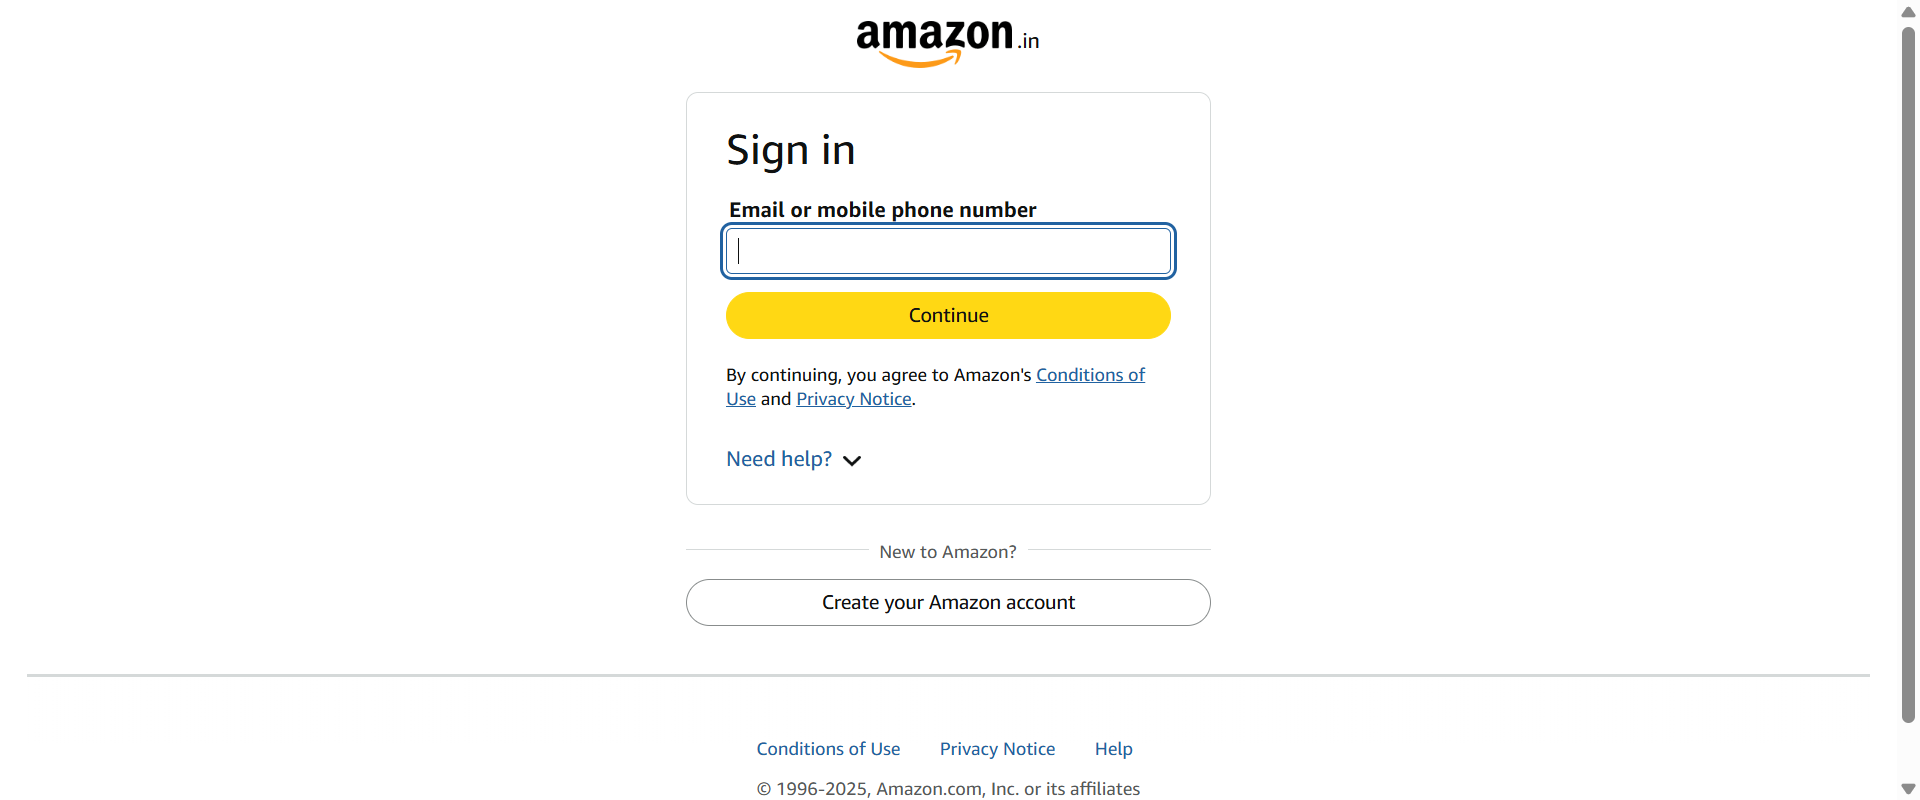 amazon.in
Sign in
Email or mobile phone number
Continue
By continuing, you agree to Amazon's Conditions of
Use and Privacy Notice.
Need help?
New to Amazon?
Create your Amazon account
Conditions of Use Privacy Notice Help
© 1996-2025, Amazon.com, Inc. or its affiliates